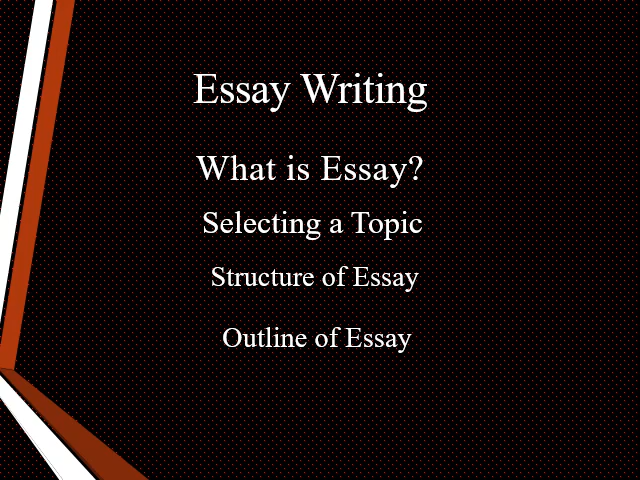 Essay Writing
What is Essay?
Selecting a Topic
Structure of Essay
Outline of Essay